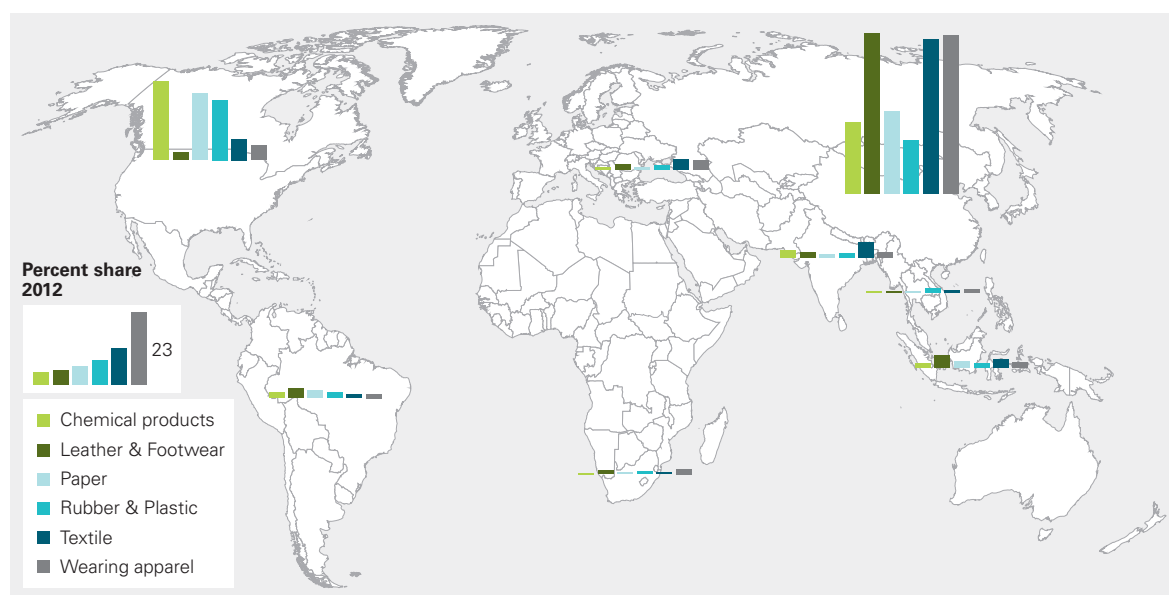 Percent share
2012
23
Chemical products
Leather & Footwear
Paper
Rubber & Plastic
Textile
Wearing apparel